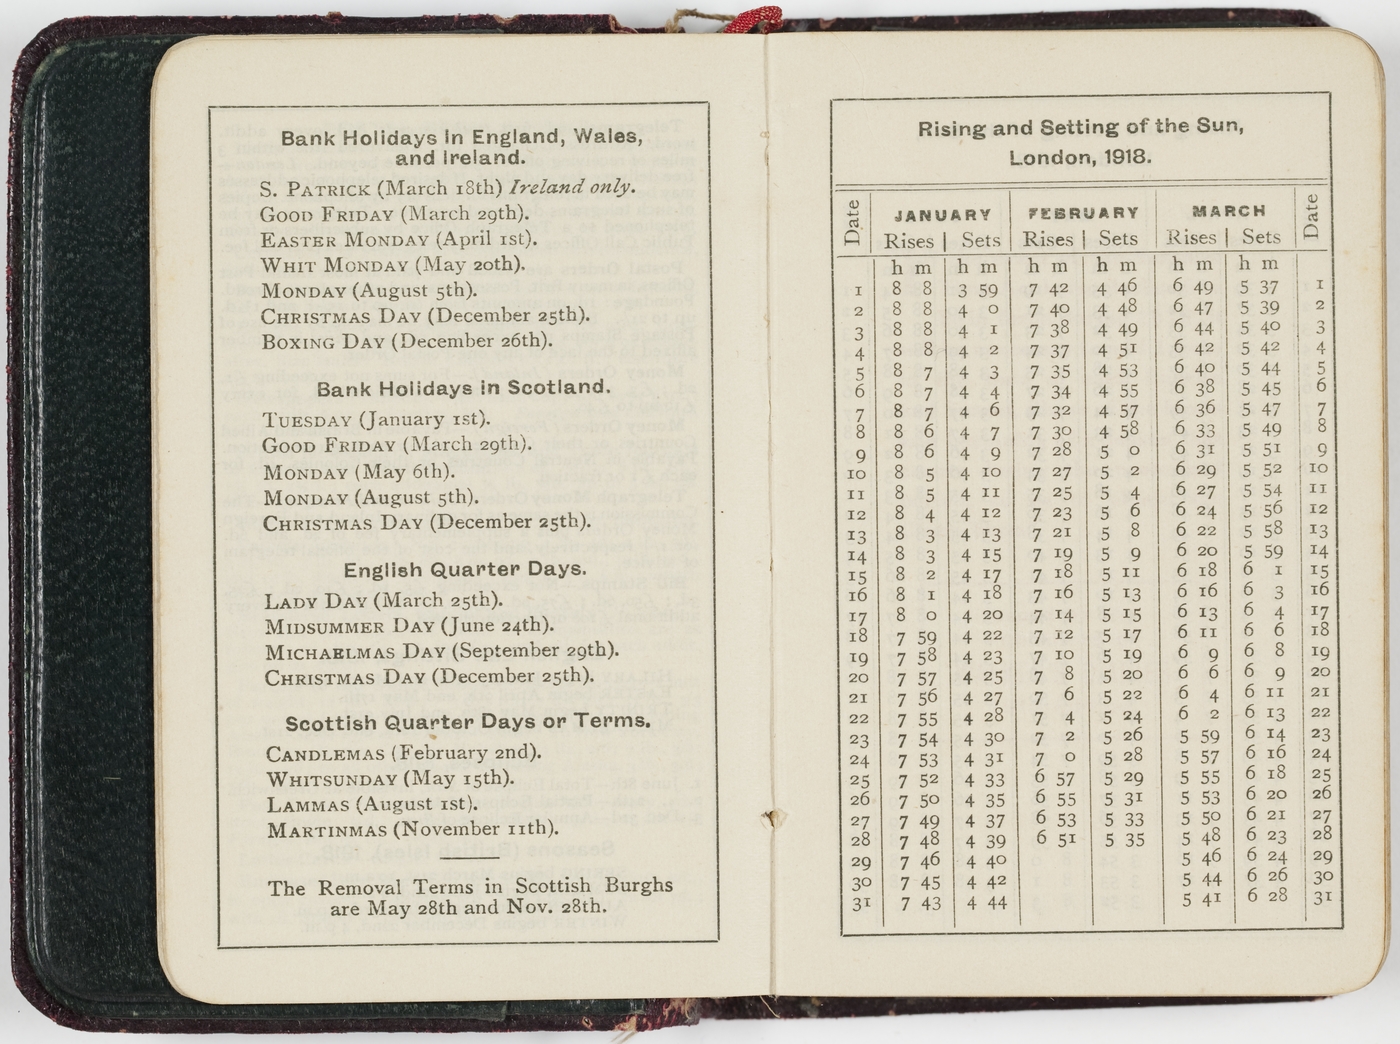 Bank Holidays in England, Wales,
and Ireland.
S. PATRICK (March 18th) Ireland only.
GOOD FRIDAY (March 29th).
EASTER MONDAY (April 1st).
WHIT MONDAY (May 20th).
MONDAY (August 5th).
CHRISTMAS DAY (December 25th).
BOXING DAY (December 26th).
Bank Holidays in Scotland.
TUESDAY (January 1st).
GOOD FRIDAY (March 29th).
MONDAY (May 6th).
MONDAY (August 5th).
CHRISTMAS DAY (December 25th).
English Quarter Days.
LADY DAY (March 25th).
MIDSUMMER DAY (June 24th).
MICHAELMAS DAY (September 29th).
CHRISTMAS DAY (December 25th).
Scottish Quarter Days or Terms.
CANDLEMAS (February 2nd).
WHITSUNDAY (May 15th).
LAMMAS (August 1st).
MARTINMAS (November 11th).
The Removal Terms in Scottish Burghs
are May 28th and Nov. 28th.
Rising and Setting of the Sun,
London, 1918.
Date JANUARY FEBRUARY MARCH Date
Rises Sets Rises Sets Rises Sets
h m h m h m h m h m h m
1 8 8 3 59 7 42 4 46 6 49 5 37 1
2 8 8 4 0 7 40 4 48 6 47 5 39 2
3 8 8 4 1 7 38 4 49 6 44 5 40 3
4 8 8 4 2 7 37 4 51 6 42 5 42 4
5 8 7 4 3 7 35 4 53 6 40 5 44 5
6 8 7 4 4 7 34 4 55 6 38 5 45 6
7 8 7 4 6 7 32 4 57 6 36 5 47 7
8 8 6 4 7 7 30 4 58 6 33 5 49 8
9 8 6 4 9 7 28 5 0 6 31 5 51 9
10 8 5 4 10 7 27 5 2 6 29 5 52 10
11 8 5 4 11 7 25 5 4 6 27 5 54 11
12 8 4 4 12 7 23 5 6 6 24 5 56 12
13 8 3 4 13 7 21 5 8 6 22 5 58 13
14 8 3 4 15 7 19 5 9 6 20 5 59 14
15 8 2 4 17 7 18 5 11 6 18 6 1 15
16 8 1 4 18 7 16 5 13 6 16 6 3 16
17 8 0 4 20 7 14 5 15 6 13 6 4 17
18 7 59 4 22 7 12 5 17 6 11 6 6 18
19 7 58 4 23 7 10 5 19 6 9 6 8 19
20 7 57 4 25 7 8 5 20 6 6 6 9 20
21 7 56 4 27 7 6 5 22 6 4 6 11 21
22 7 55 4 28 7 4 5 24 6 2 6 13 22
23 7 54 4 30 7 2 5 26 5 59 6 14 23
24 7 53 4 31 7 0 5 28 5 57 6 16 24
25 7 52 4 33 6 57 5 29 5 55 6 18 25
26 7 50 4 35 6 55 5 31 5 53 6 20 26
27 7 49 4 37 6 53 5 33 5 50 6 21 27
28 7 48 4 39 6 51 5 35 5 48 6 23 28
29 7 46 4 40 5 46 6 24 29
30 7 45 4 42 5 44 6 26 30
31 7 43 4 44 5 41 6 28 31